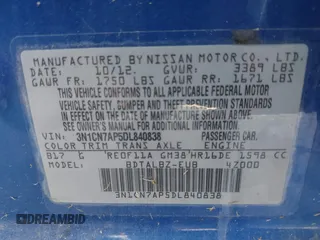 MANUFACTURED BY NISSAN MOTOR CO., LTD.
DATE: 10/12. GVWR: 3389 LBS
GAWR FR: 1750 LBS GAWR RR: 1671 LBS
THIS VEHICLE CONFORMS TO ALL APPLICABLE FEDERAL MOTOR VEHICLE
SAFETY, BUMPER AND THEFT PREVENTION STANDARDS
IN EFFECT ON THE DATE OF MANUFACTURE SHOWN ABOVE.
SEE OWNER'S MANUAL FOR ADDITIONAL INFORMATION
3N1CN7AP5DL840838 PASSENGER CAR.
COLOR TRIM TRANS AXLE ENGINE
B17 G RE0F11A GM38 HR16DE 1598 CC
MODEL: BDTALBZ-EUB 42000
3N1CN7AP5DL840838
© BIDFAX AMBID